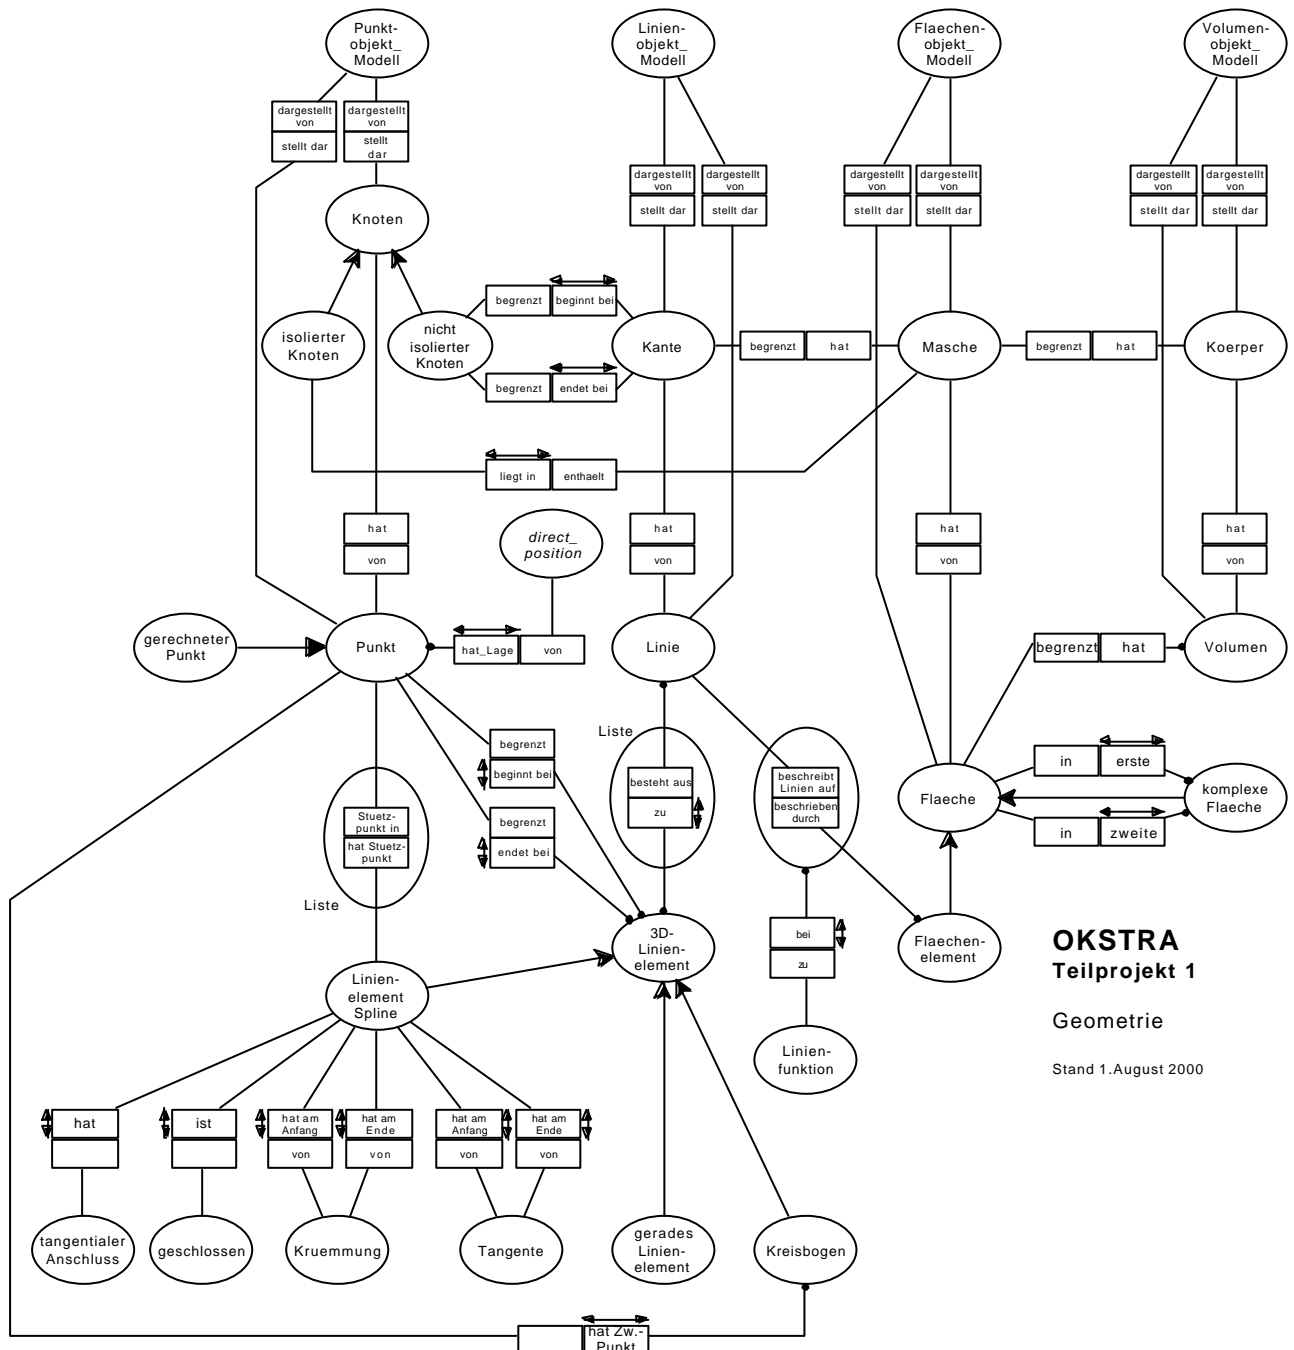 Punkt-
objekt_
Modell
Linien-
objekt_
Modell
Flaechen-
objekt_
Modell
Volumen-
objekt_
Modell
dargestellt
von
stellt dar
dargestellt
von
stellt
dar
dargestellt
von
stellt dar
dargestellt
von
stellt dar
dargestellt
von
stellt dar
dargestellt
von
stellt dar
dargestellt
von
stellt dar
dargestellt
von
stellt dar
Knoten
isolierter
Knoten
nicht
isolierter
Knoten
begrenzt
beginnt bei
begrenzt
endet bei
Kante
begrenzt
hat
Masche
begrenzt
hat
Koerper
liegt in
enthaelt
hat
von
direct_
position
hat
von
hat
von
hat
von
gerechneter
Punkt
Punkt
hat_Lage
von
Linie
begrenzt
hat
Volumen
Liste
begrenzt
beginnt bei
besteht aus
zu
beschreibt
Linien auf
beschrieben
durch
Flaeche
in
erste
komplexe
Flaeche
in
zweite
Stuetz-
punkt in
hat Stuetz-
punkt
begrenzt
endet bei
Liste
3D-
Linien-
element
bei
zu
Flaechen-
element
OKSTRA
Teilprojekt 1
Geometrie
Stand 1.August 2000
Linien-
element
Spline
Linien-
funktion
hat
ist
hat am
Anfang
von
hat am
Ende
von
hat am
Anfang
von
hat am
Ende
von
tangentialer
Anschluss
geschlossen
Kruemmung
Tangente
gerades
Linien-
element
Kreisbogen
hat Zw.-
Punkt